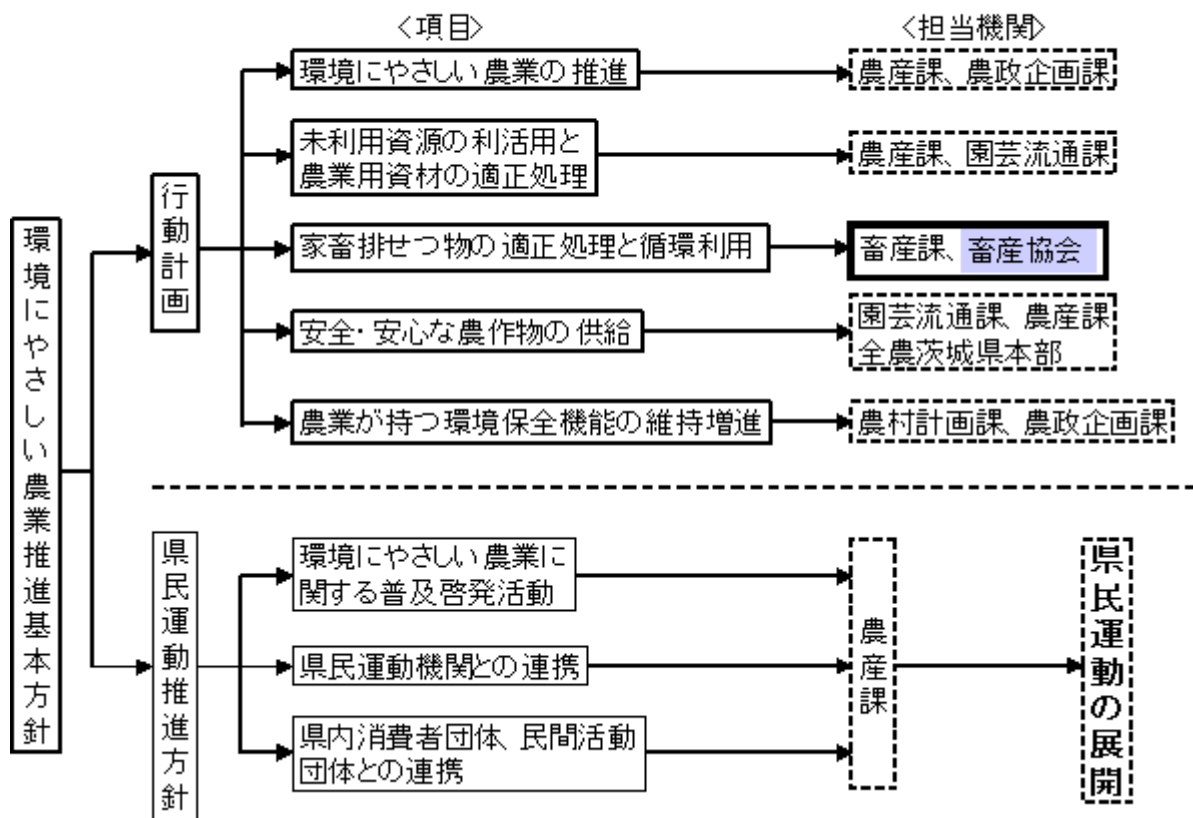 〈項目〉
〈担当機関〉
環境にやさしい農業推進基本方針
行動計画
環境にやさしい農業の推進
農産課、農政企画課
未利用資源の利活用と
農業用資材の適正処理
農産課、園芸流通課
家畜排せつ物の適正処理と循環利用
畜産課、畜産協会
安全・安心な農作物の供給
園芸流通課、農産課
全農茨城県本部
農業が持つ環境保全機能の維持増進
農村計画課、農政企画課
県民運動推進方針
環境にやさしい農業に
関する普及啓発活動
県民運動機関との連携
県内消費者団体、民間活動
団体との連携
農産課
県民運動の展開